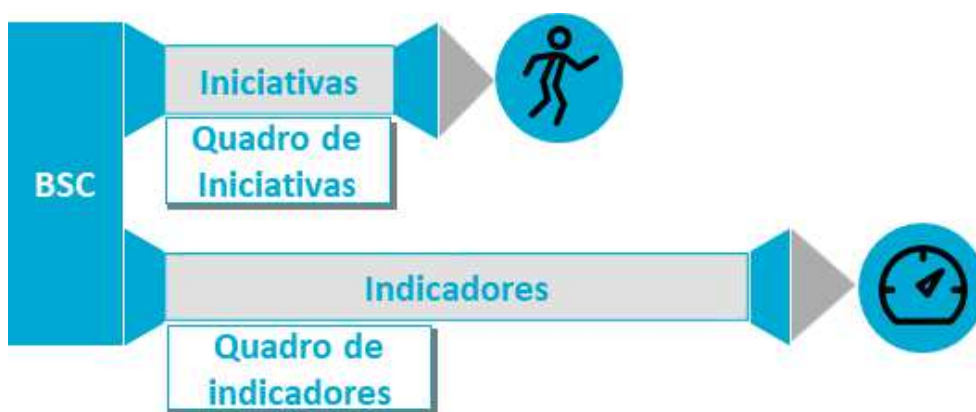 Iniciativas
Quadro de
Iniciativas
BSC
Indicadores
Quadro de
indicadores